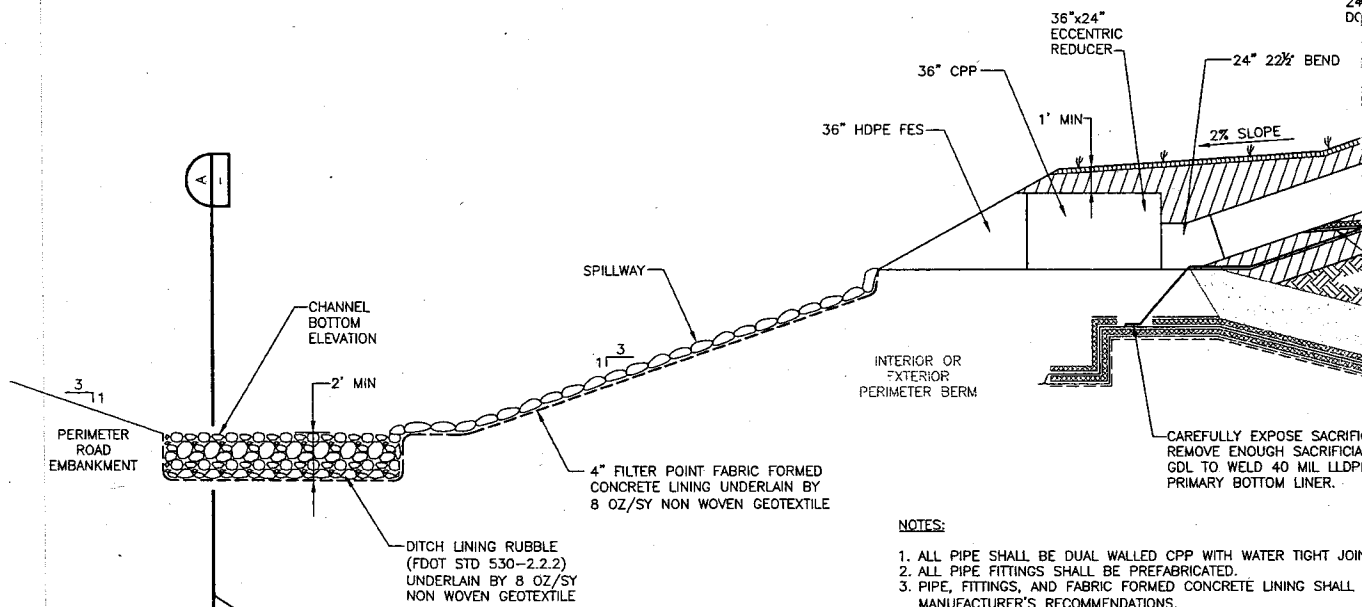 24"
36"x24"
ECCENTRIC
REDUCER
24" 22½° BEND
36" CPP
1' MIN
36" HDPE FES
2% SLOPE
A
-
SPILLWAY
CHANNEL
BOTTOM
ELEVATION
3
1
2' MIN
INTERIOR OR
EXTERIOR
PERIMETER BERM
3
1
PERIMETER
ROAD
EMBANKMENT
4" FILTER POINT FABRIC FORMED
CONCRETE LINING UNDERLAIN BY
8 OZ/SY NON WOVEN GEOTEXTILE
CAREFULLY EXPOSE
REMOVE ENOUGH
GDL TO WELD 40 MIL
PRIMARY BOTTOM LINER.
DITCH LINING RUBBLE
(FDOT STD 530-2.2.2)
UNDERLAIN BY 8 OZ/SY
NON WOVEN GEOTEXTILE
NOTES:
1. ALL PIPE SHALL BE DUAL WALLED CPP WITH WATER TIGHT
2. ALL PIPE FITTINGS SHALL BE PREFABRICATED.
3. PIPE, FITTINGS, AND FABRIC FORMED CONCRETE LINING SHALL
MANUFACTURER'S RECOMMENDATIONS.